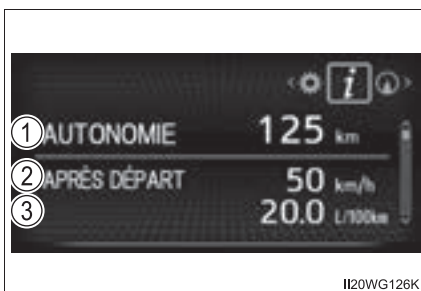 i
1 AUTONOMIE 125 km
2 APRÈS DÉPART 50 km/h
3 20.0 L/100km
II20WG126K